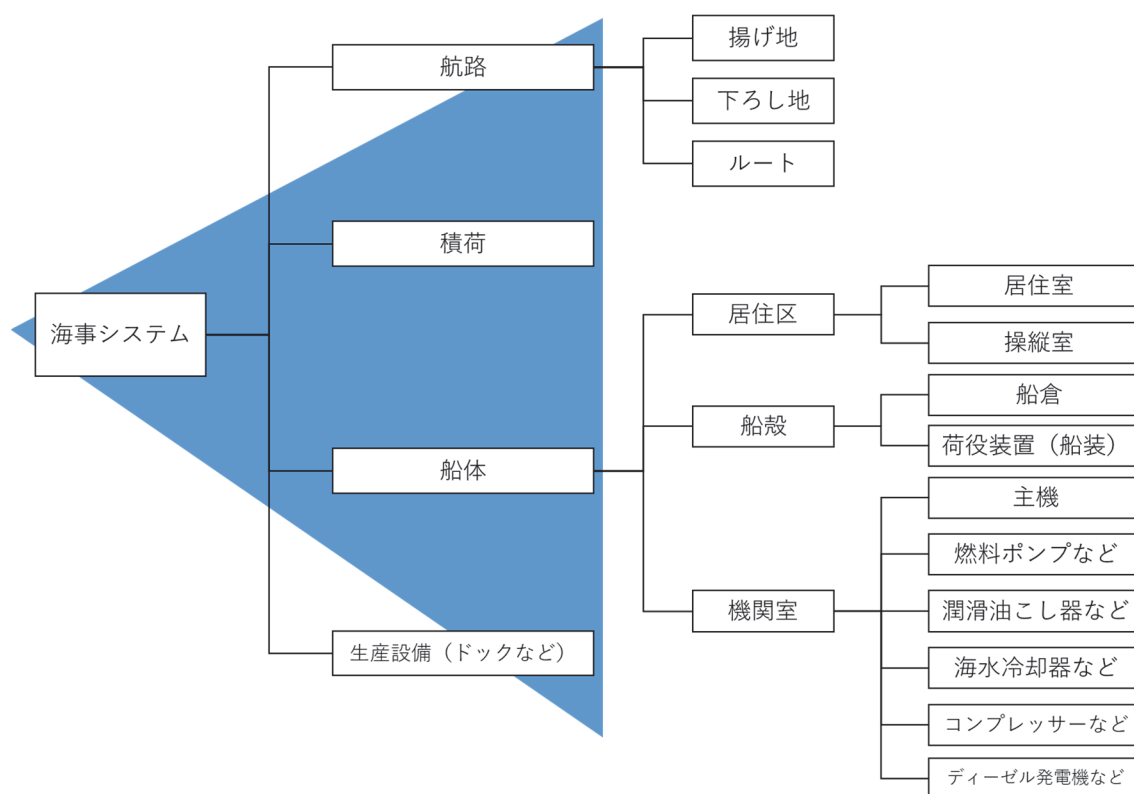 海事システム
航路
揚げ地
下ろし地
ルート
積荷
船体
居住区
居住室
操縦室
船殻
船倉
荷役装置（船装）
機関室
主機
燃料ポンプなど
潤滑油こし器など
海水冷却器など
コンプレッサーなど
ディーゼル発電機など
生産設備（ドックなど）